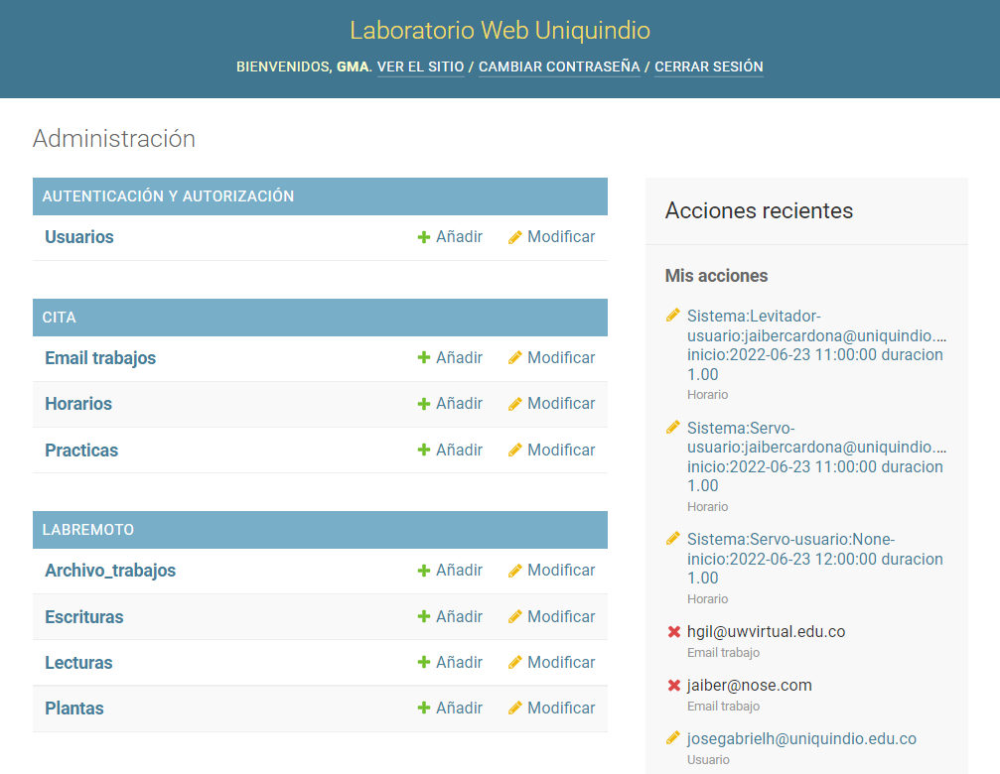 Laboratorio Web Uniquindio
BIENVENIDOS, GMA. VER EL SITIO / CAMBIAR CONTRASEÑA / CERRAR SESIÓN
Administración
AUTENTICACIÓN Y AUTORIZACIÓN
Usuarios Añadir Modificar
CITA
Email trabajos Añadir Modificar
Horarios Añadir Modificar
Practicas Añadir Modificar
LABREMOTO
Archivo_trabajos Añadir Modificar
Escrituras Añadir Modificar
Lecturas Añadir Modificar
Plantas Añadir Modificar
Acciones recientes
Mis acciones
Sistema:Levitador-
usuario:jaibercardona@uniquindio....
inicio:2022-06-23 11:00:00 duracion
1.00
Horario
Sistema:Servo-
usuario:jaibercardona@uniquindio....
inicio:2022-06-23 11:00:00 duracion
1.00
Horario
Sistema:Servo-usuario:None-
inicio:2022-06-23 12:00:00 duracion
1.00
Horario
hgil@uwvirtual.edu.co
Email trabajo
jaiber@nose.com
Email trabajo
josegabrielh@uniquindio.edu.co
Usuario